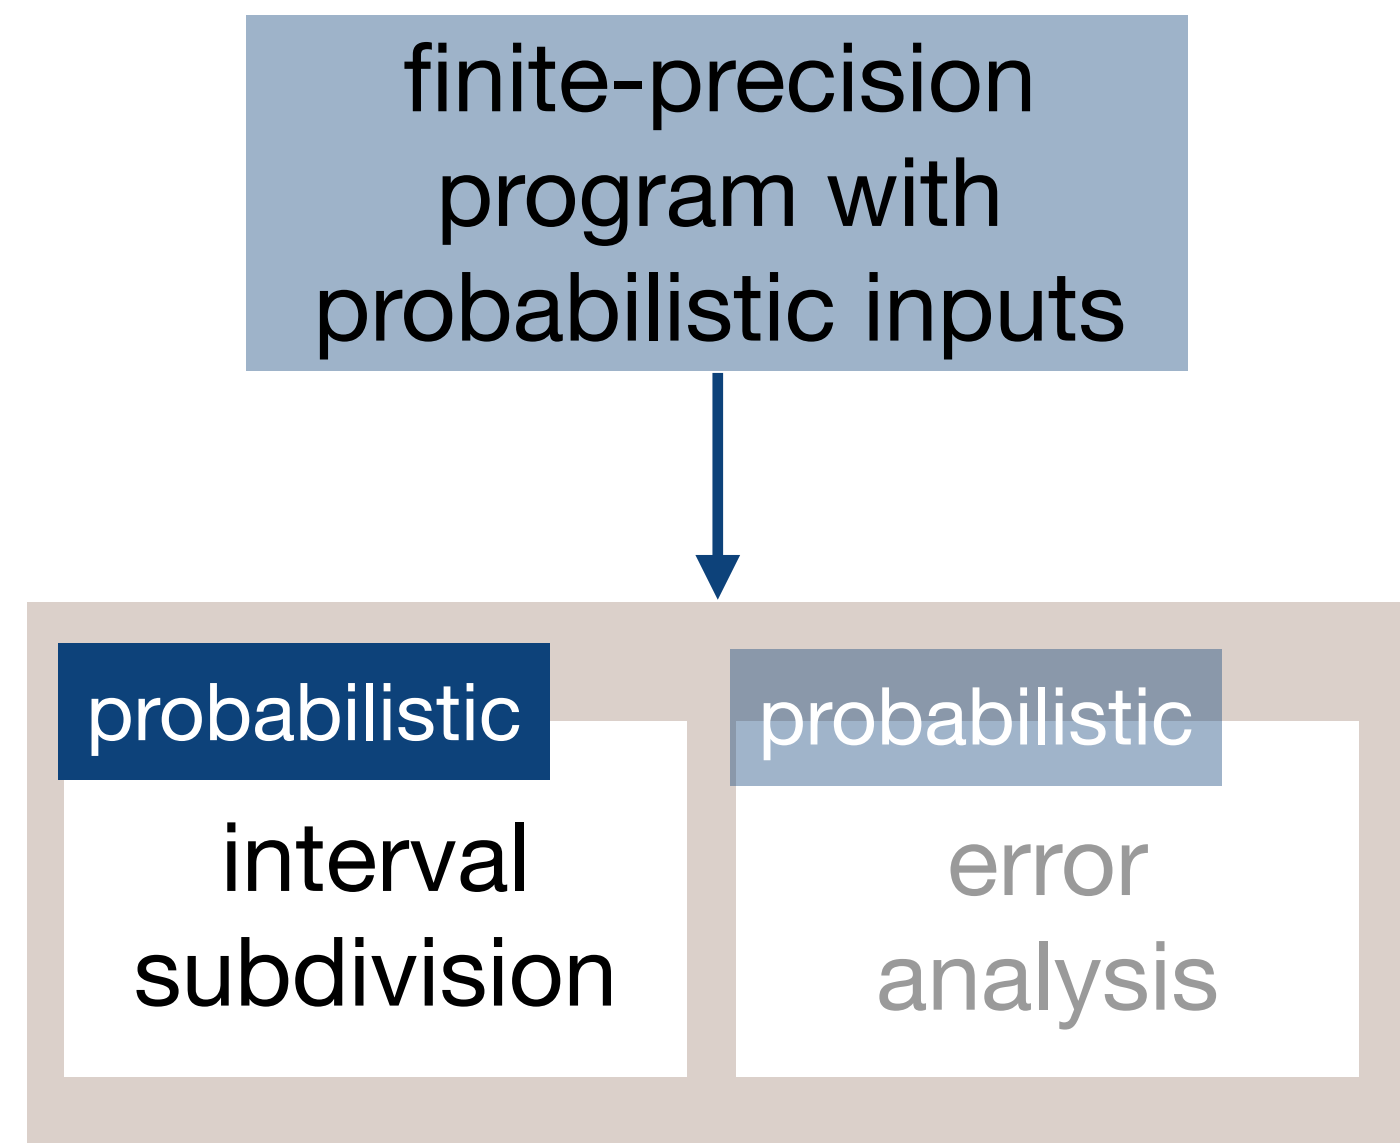 finite-precision
program with
probabilistic inputs
probabilistic
interval
subdivision
probabilistic
error
analysis